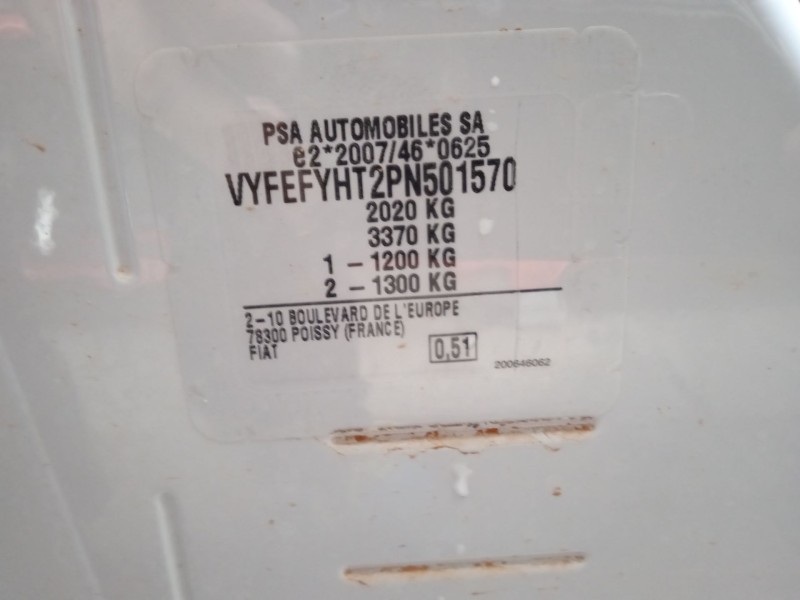 PSA AUTOMOBILES SA
e2*2007/46*0625
VYFEFYHT2PN501570
2020 KG
3370 KG
1 - 1200 KG
2 - 1300 KG
2-10 BOULEVARD DE L'EUROPE
78300 POISSY (FRANCE)
FIAT
0,51
200646062